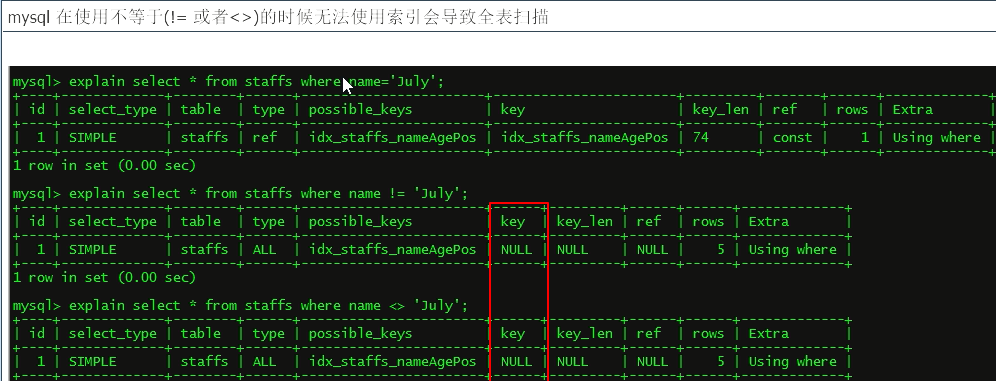 mysql 在使用不等于(!= 或者<>)的时候无法使用索引会导致全表扫描
mysql> explain select * from staffs where name='July';
+----+-------------+--------+------+-----------------------+-----------------------+---------+-------+------+-------------+
| id | select_type | table | type | possible_keys | key | key_len | ref | rows | Extra |
+----+-------------+--------+------+-----------------------+-----------------------+---------+-------+------+-------------+
| 1 | SIMPLE | staffs | ref | idx_staffs_nameAgePos | idx_staffs_nameAgePos | 74 | const | 1 | Using where |
+----+-------------+--------+------+-----------------------+-----------------------+---------+-------+------+-------------+
1 row in set (0.00 sec)
mysql> explain select * from staffs where name != 'July';
+----+-------------+--------+------+-----------------------+------+---------+------+------+-------------+
| id | select_type | table | type | possible_keys | key | key_len | ref | rows | Extra |
+----+-------------+--------+------+-----------------------+------+---------+------+------+-------------+
| 1 | SIMPLE | staffs | ALL | idx_staffs_nameAgePos | NULL | NULL | NULL | 5 | Using where |
+----+-------------+--------+------+-----------------------+------+---------+------+------+-------------+
1 row in set (0.00 sec)
mysql> explain select * from staffs where name <> 'July';
+----+-------------+--------+------+-----------------------+------+---------+------+------+-------------+
| id | select_type | table | type | possible_keys | key | key_len | ref | rows | Extra |
+----+-------------+--------+------+-----------------------+------+---------+------+------+-------------+
| 1 | SIMPLE | staffs | ALL | idx_staffs_nameAgePos | NULL | NULL | NULL | 5 | Using where |
+----+-------------+--------+------+-----------------------+------+---------+------+------+-------------+